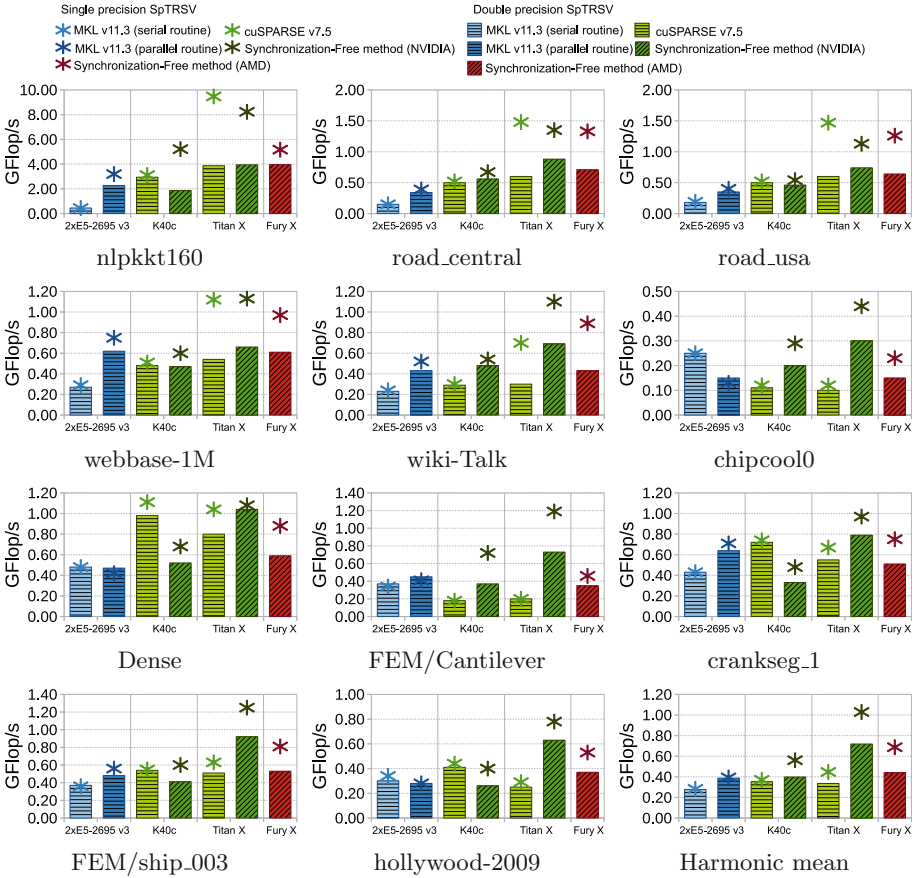 Single precision SpTRSV
MKL v11.3 (serial routine)
cuSPARSE v7.5
MKL v11.3 (parallel routine)
Synchronization-Free method (NVIDIA)
Synchronization-Free method (AMD)
Double precision SpTRSV
MKL v11.3 (serial routine)
cuSPARSE v7.5
MKL v11.3 (parallel routine)
Synchronization-Free method (NVIDIA)
Synchronization-Free method (AMD)
GFlop/s
10.00
8.00
6.00
4.00
2.00
0.00
2xE5-2695 v3 K40c Titan X Fury X
nlpkkt160
2.00
1.50
1.00
0.50
0.00
GFlop/s
2xE5-2695 v3 K40c Titan X Fury X
road_central
2.00
1.50
1.00
0.50
0.00
GFlop/s
2xE5-2695 v3 K40c Titan X Fury X
road_usa
GFlop/s
1.20
1.00
0.80
0.60
0.40
0.20
0.00
2xE5-2695 v3 K40c Titan X Fury X
webbase-1M
GFlop/s
1.20
1.00
0.80
0.60
0.40
0.20
0.00
2xE5-2695 v3 K40c Titan X Fury X
wiki-Talk
GFlop/s
0.50
0.40
0.30
0.20
0.10
0.00
2xE5-2695 v3 K40c Titan X Fury X
chipcool0
GFlop/s
1.20
1.00
0.80
0.60
0.40
0.20
0.00
2xE5-2695 v3 K40c Titan X Fury X
Dense
GFlop/s
1.40
1.20
1.00
0.80
0.60
0.40
0.20
0.00
2xE5-2695 v3 K40c Titan X Fury X
FEM/Cantilever
GFlop/s
1.20
1.00
0.80
0.60
0.40
0.20
0.00
2xE5-2695 v3 K40c Titan X Fury X
crankseg_1
GFlop/s
1.40
1.20
1.00
0.80
0.60
0.40
0.20
0.00
2xE5-2695 v3 K40c Titan X Fury X
FEM/ship_003
GFlop/s
1.00
0.80
0.60
0.40
0.20
0.00
2xE5-2695 v3 K40c Titan X Fury X
hollywood-2009
GFlop/s
1.20
1.00
0.80
0.60
0.40
0.20
0.00
2xE5-2695 v3 K40c Titan X Fury X
Harmonic mean